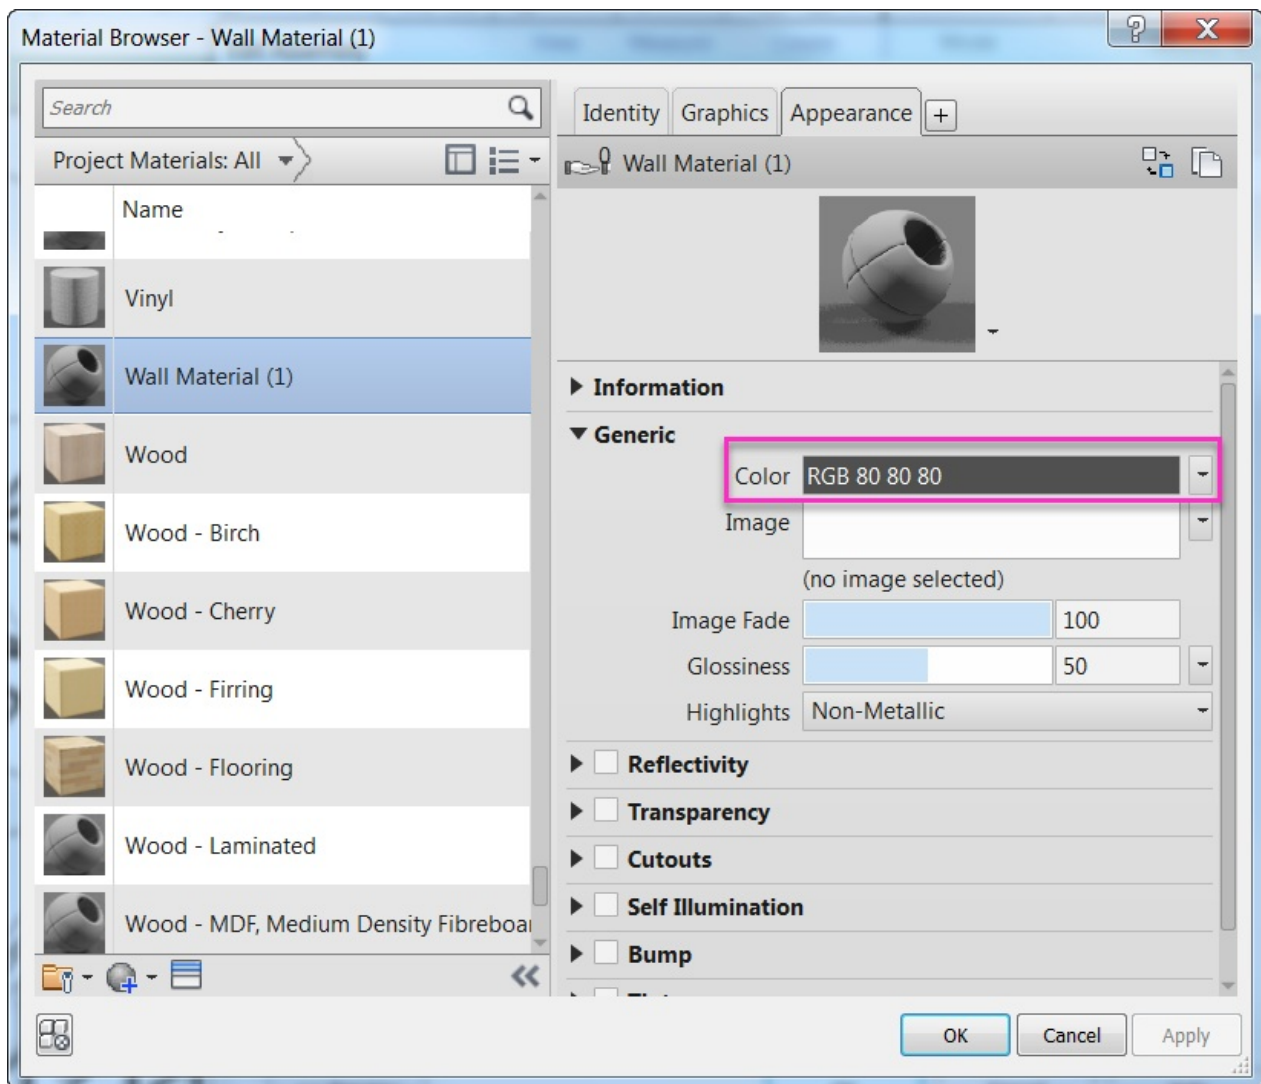 Material Browser - Wall Material (1)
Search
Project Materials: All
Name
Vinyl
Wall Material (1)
Wood
Wood - Birch
Wood - Cherry
Wood - Firring
Wood - Flooring
Wood - Laminated
Wood - MDF, Medium Density Fibreboar
Identity Graphics Appearance +
Wall Material (1)
Information
Generic
Color RGB 80 80 80
Image
(no image selected)
Image Fade 100
Glossiness 50
Highlights Non-Metallic
Reflectivity
Transparency
Cutouts
Self Illumination
Bump
OK Cancel Apply